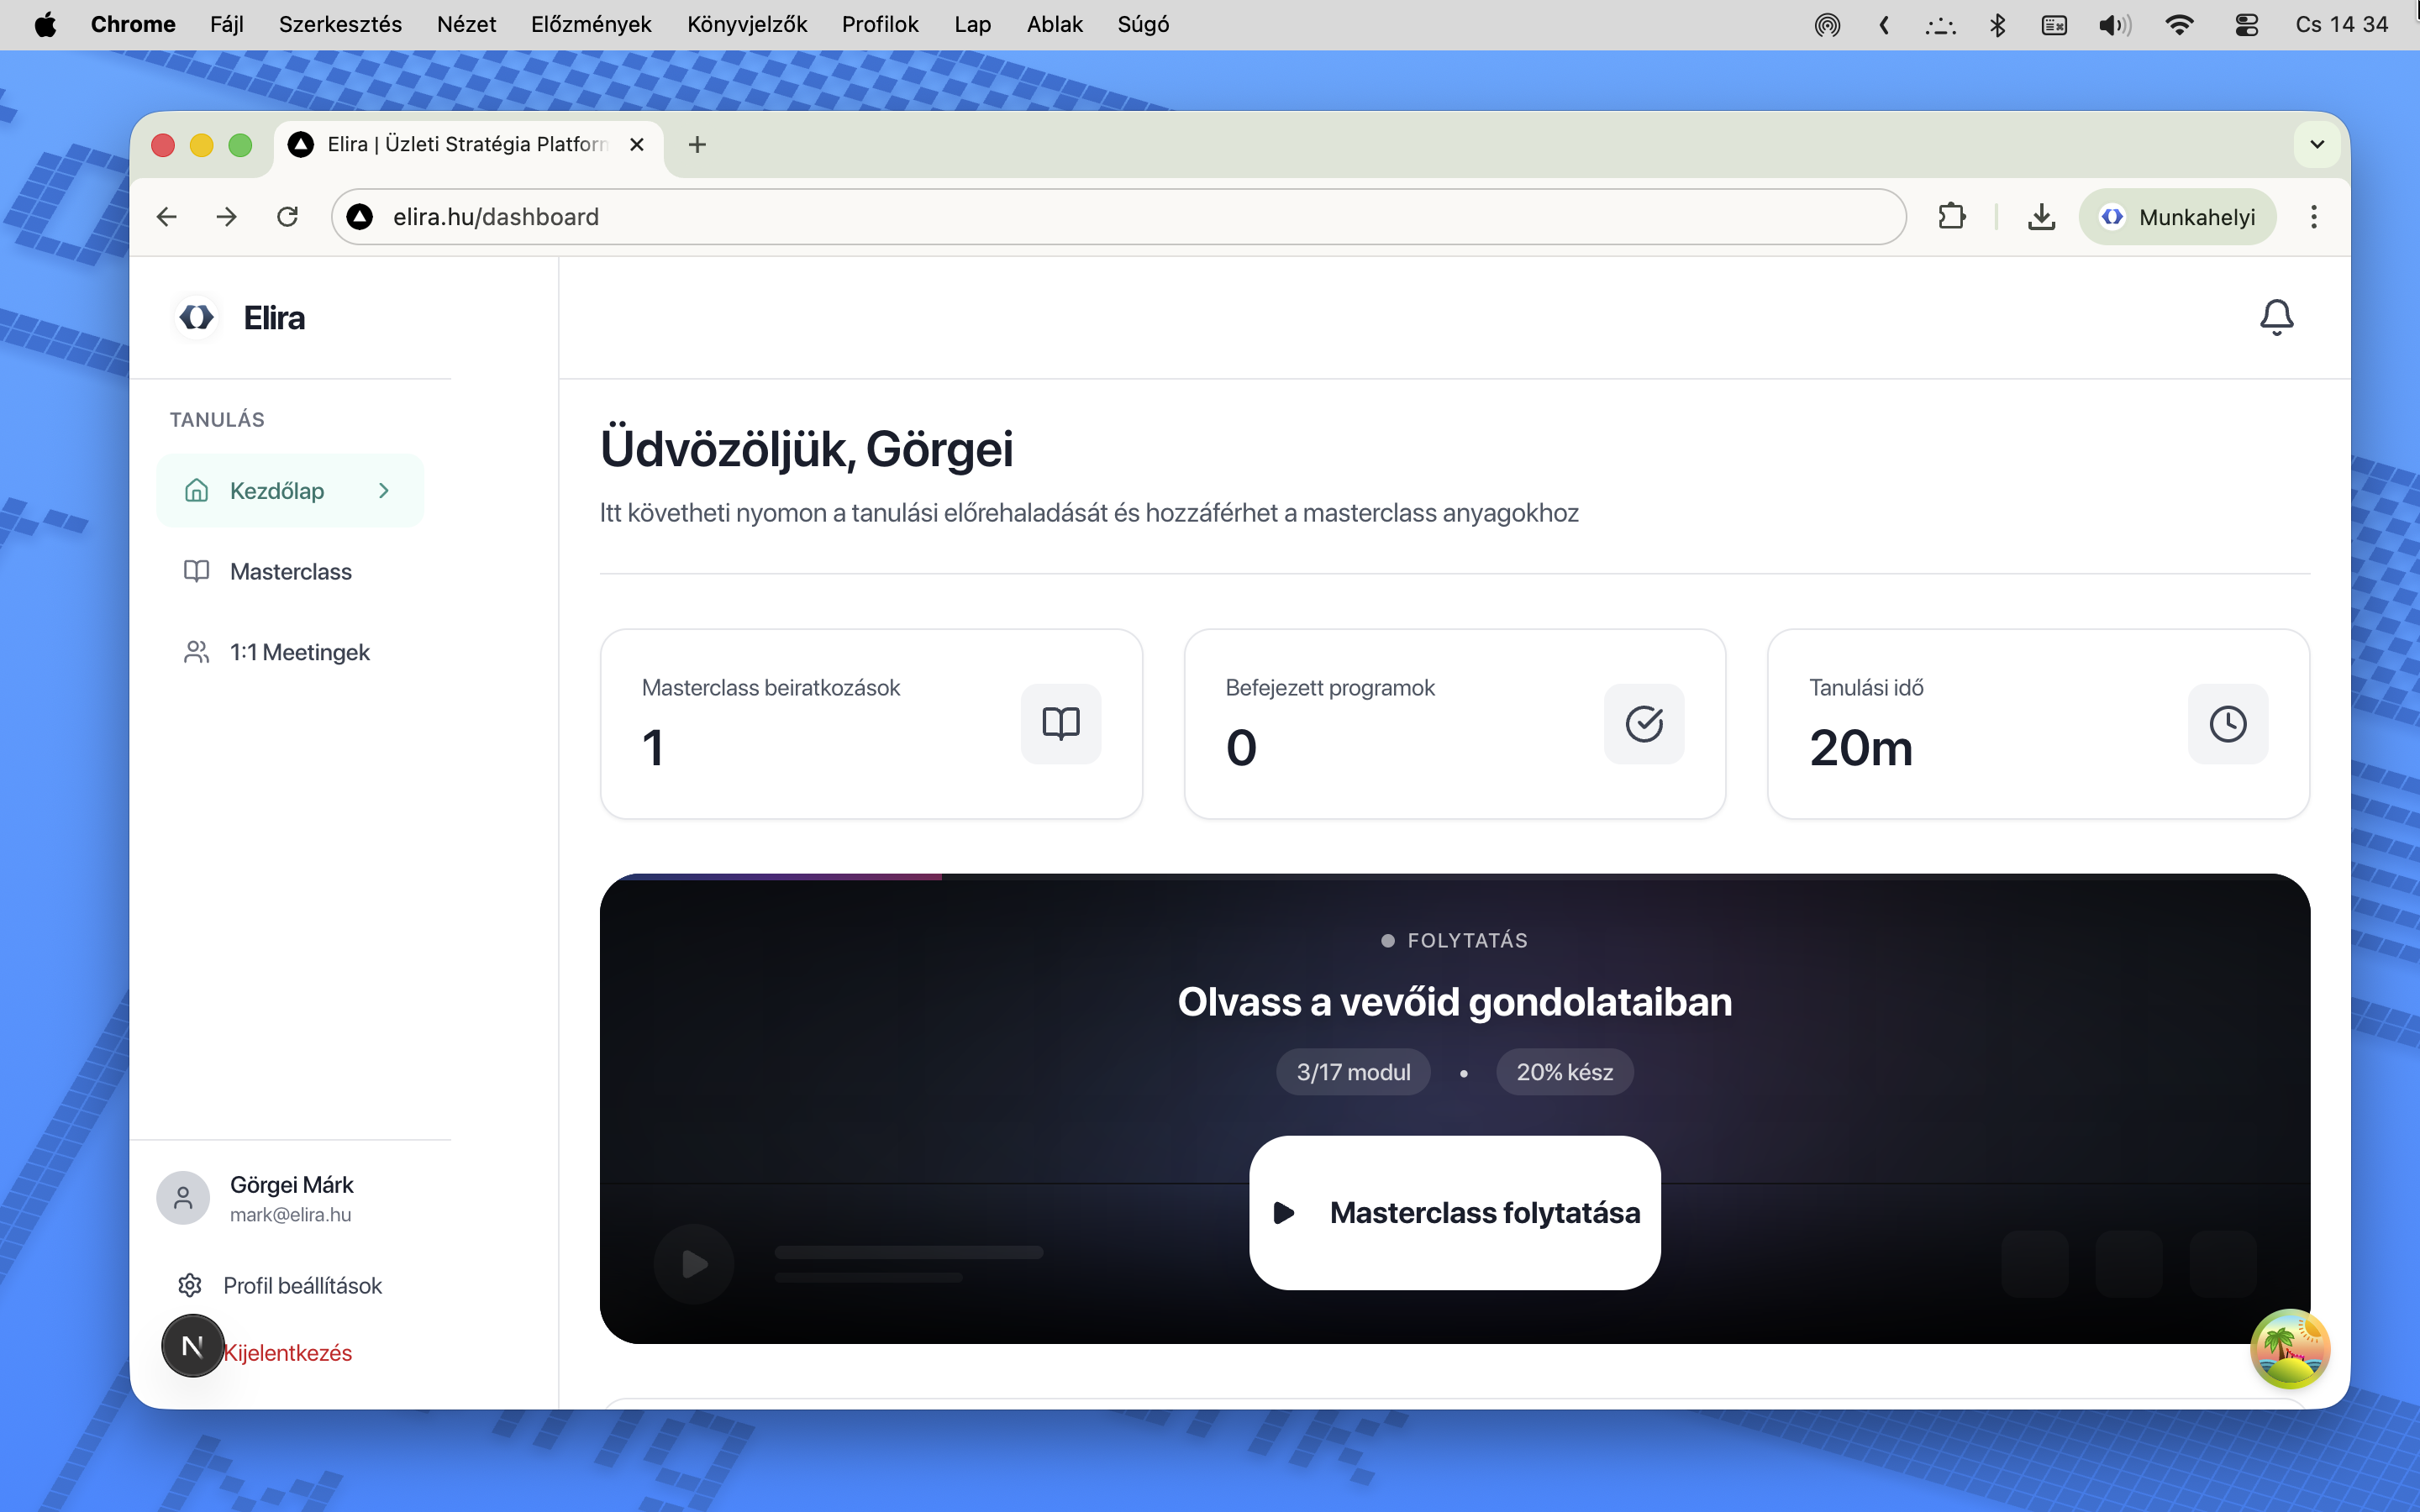 Chrome Fájl Szerkesztés Nézet Előzmények Könyvjelzők Profilok Lap Ablak Súgó Cs 14 34
Elira | Üzleti Stratégia Platfor
elira.hu/dashboard
Munkahelyi
Elira
TANULÁS
Kezdőlap
Masterclass
1:1 Meetingek
Görgei Márk
mark@elira.hu
Profil beállítások
N
Kijelentkezés
Üdvözöljük, Görgei
Itt követheti nyomon a tanulási előrehaladását és hozzáférhet a masterclass anyagokhoz
Masterclass beiratkozások
1
Befejezett programok
0
Tanulási idő
20m
FOLYTATÁS
Olvass a vevőid gondolataiban
3/17 modul • 20% kész
Masterclass folytatása